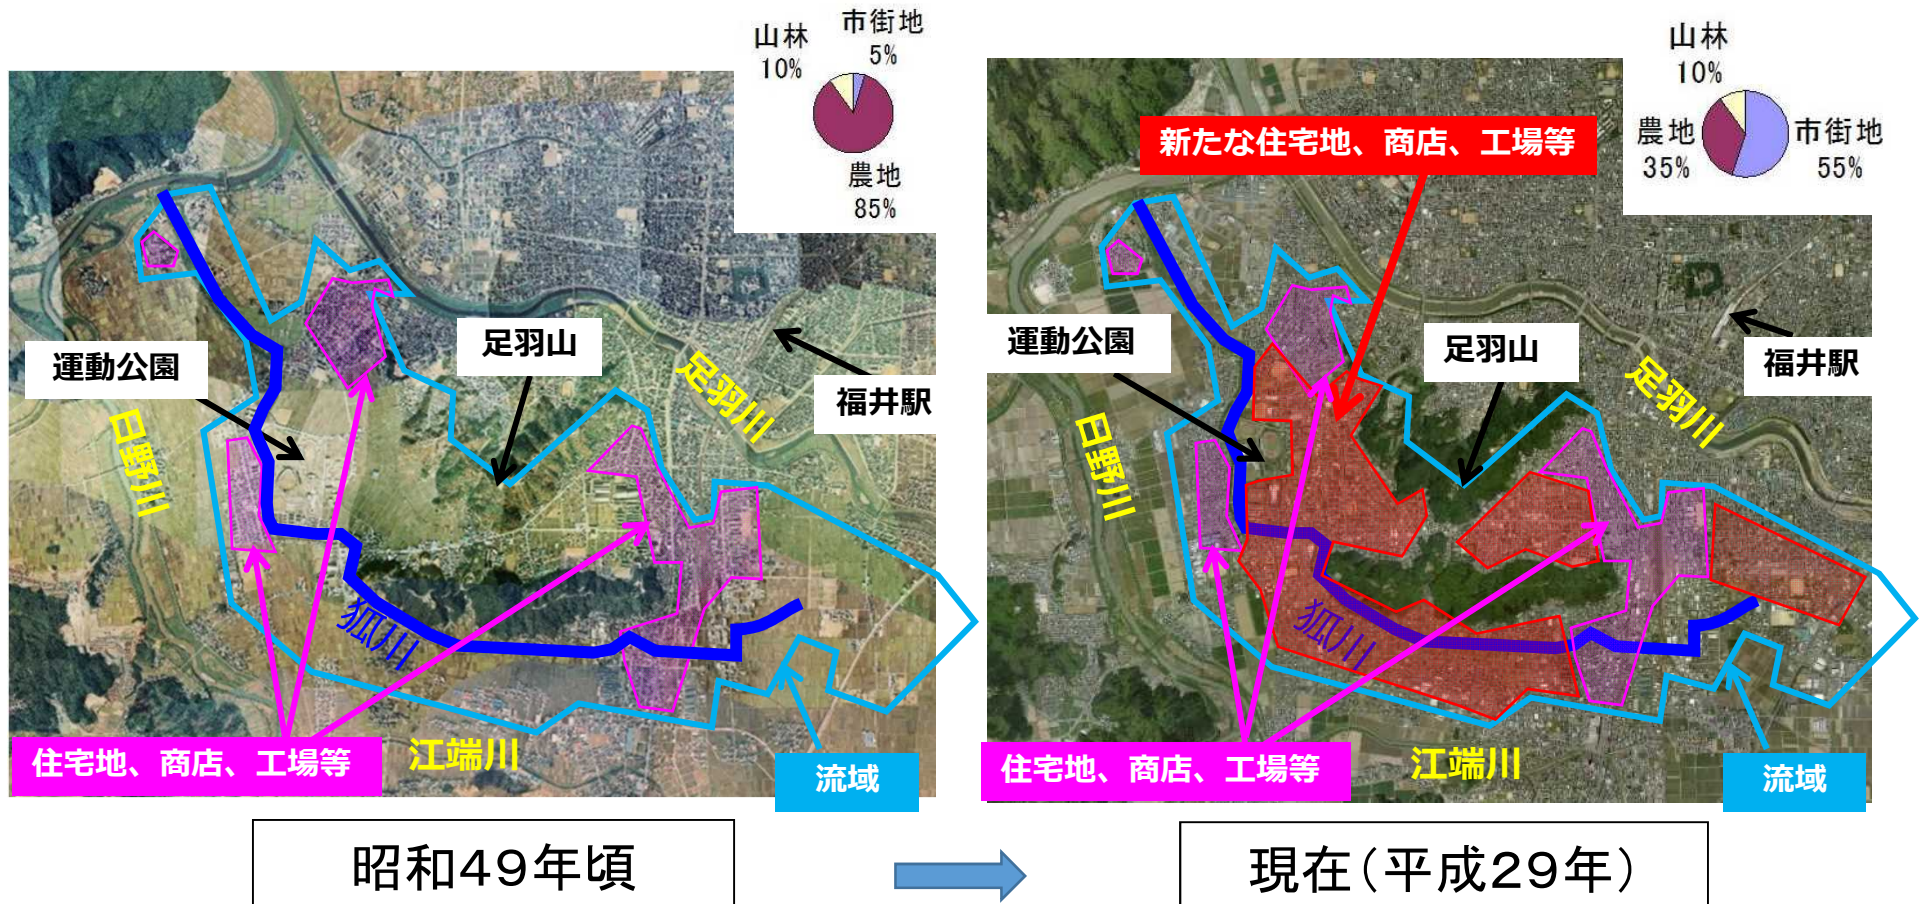 山林
10%
市街地
5%
農地
85%
足羽山
運動公園
福井駅
足羽川
日野川
狐川
住宅地、商店、工場等
江端川
流域
昭和49年頃
山林
10%
農地
35%
市街地
55%
新たな住宅地、商店、工場等
運動公園
足羽山
福井駅
足羽川
日野川
狐川
住宅地、商店、工場等
江端川
流域
現在(平成29年)